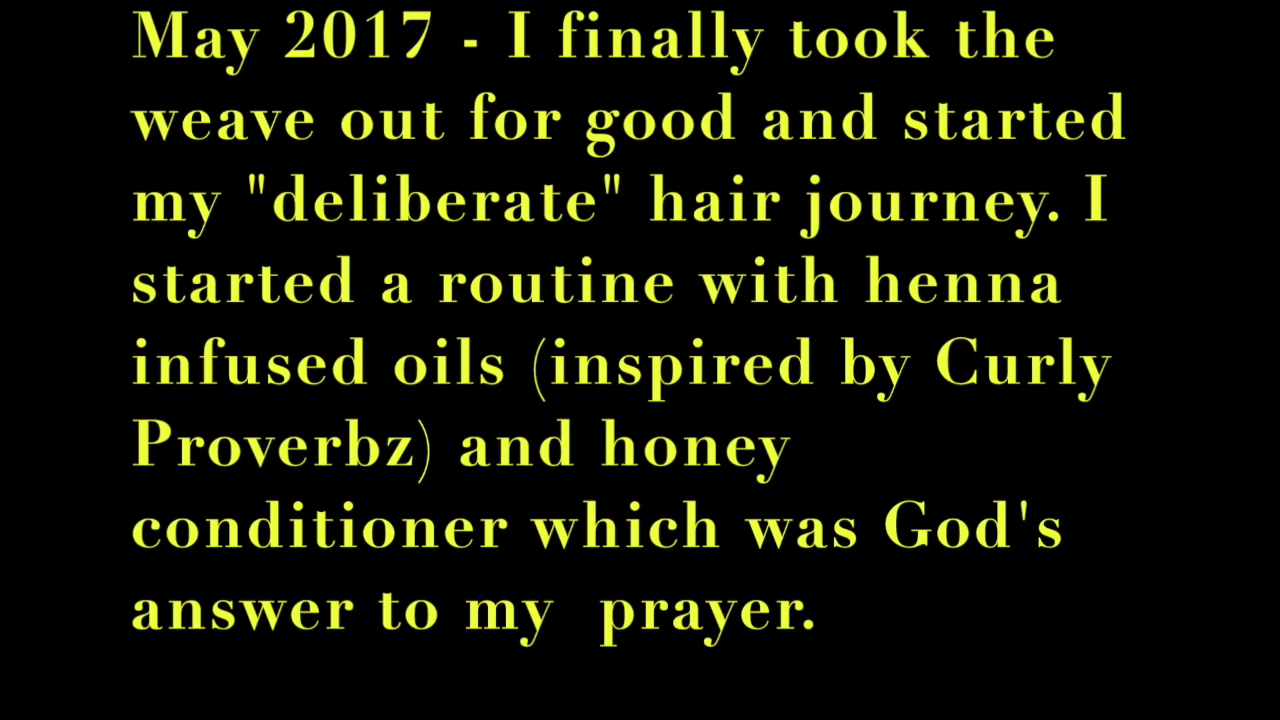 May 2017 - I finally took the
weave out for good and started
my "deliberate" hair journey. I
started a routine with henna
infused oils (inspired by Curly
Proverbz) and honey
conditioner which was God's
answer to my  prayer.